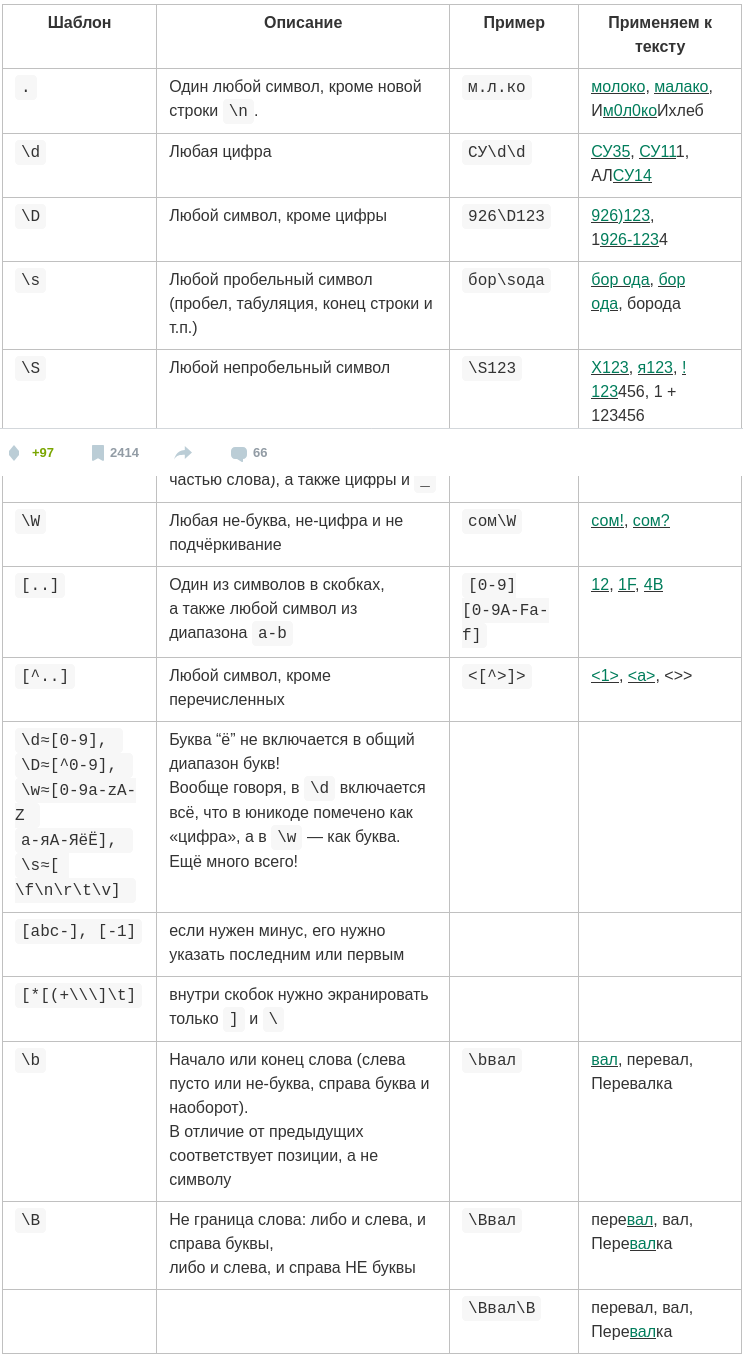 Шаблон Описание Пример Применяем к
тексту
. Один любой символ, кроме новой м.л.ко молоко, малако,
строки \n . Им0л0коИхлеб
\d Любая цифра СУ\d\d СУ35, СУ111,
АЛСУ14
\D Любой символ, кроме цифры 926\D123 926)123,
1926-1234
\s Любой пробельный символ бор\sода бор ода, бор
(пробел, табуляция, конец строки и ода, борода
т.п.)
\S Любой непробельный символ \S123 X123, я123, !
123456, 1 +
123456
+97 2414 66
частью слова), а также цифры и _
\W Любая не-буква, не-цифра и не сом\W сом!, сом?
подчёркивание
[..] Один из символов в скобках, [0-9] 12, 1F, 4B
а также любой символ из [0-9A-Fa-
диапазона a-b f]
[^..] Любой символ, кроме <[^>]> <1>, <a>, <>>
перечисленных
\d≈[0-9], Буква “ё” не включается в общий
\D≈[^0-9], диапазон букв!
\w≈[0-9a-zA- Вообще говоря, в \d включается
Z всё, что в юникоде помечено как
а-яА-ЯёЁ], «цифра», а в \w — как буква.
\s≈[ Ещё много всего!
\f\n\r\t\v]
[abc-], [-1] если нужен минус, его нужно
указать последним или первым
[*[(+\\\]\t] внутри скобок нужно экранировать
только ] и \
\b Начало или конец слова (слева \bвал вал, перевал,
пусто или не-буква, справа буква и Перевалка
наоборот).
В отличие от предыдущих
соответствует позиции, а не
символу
\B Не граница слова: либо и слева, и \Bвал перевал, вал,
справа буквы, Перевалка
либо и слева, и справа НЕ буквы
\Bвал\B перевал, вал,
Перевалка